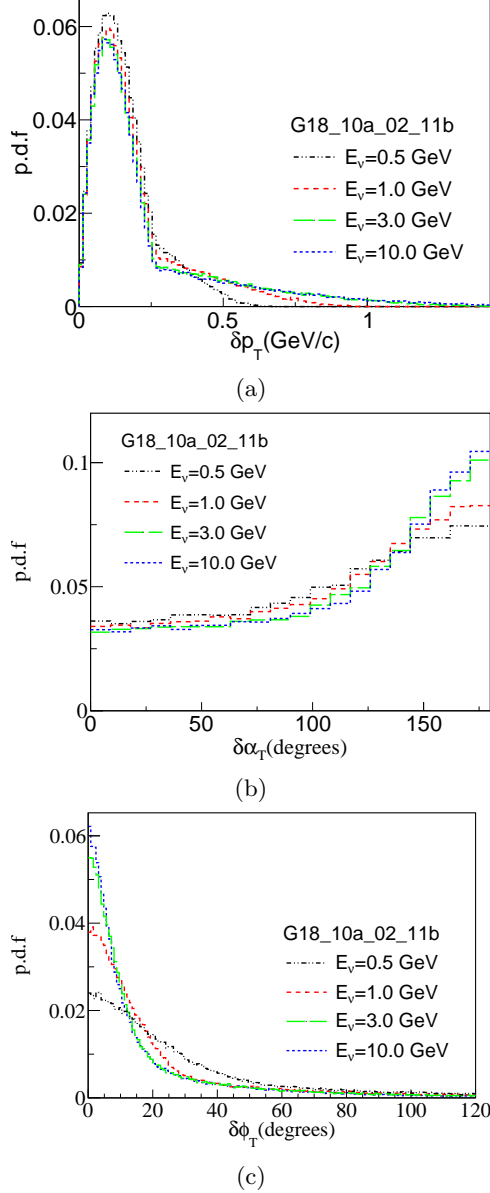 0.06
0.04
0.02
0
p.d.f
G18_10a_02_11b
E_ν=0.5 GeV
E_ν=1.0 GeV
E_ν=3.0 GeV
E_ν=10.0 GeV
0 0.5 1
δp_T(GeV/c)
(a)
0.1
0.05
0
p.d.f
G18_10a_02_11b
E_ν=0.5 GeV
E_ν=1.0 GeV
E_ν=3.0 GeV
E_ν=10.0 GeV
0 50 100 150
δα_T(degrees)
(b)
0.06
0.04
0.02
0
p.d.f
G18_10a_02_11b
E_ν=0.5 GeV
E_ν=1.0 GeV
E_ν=3.0 GeV
E_ν=10.0 GeV
0 20 40 60 80 100 120
δϕ_T(degrees)
(c)